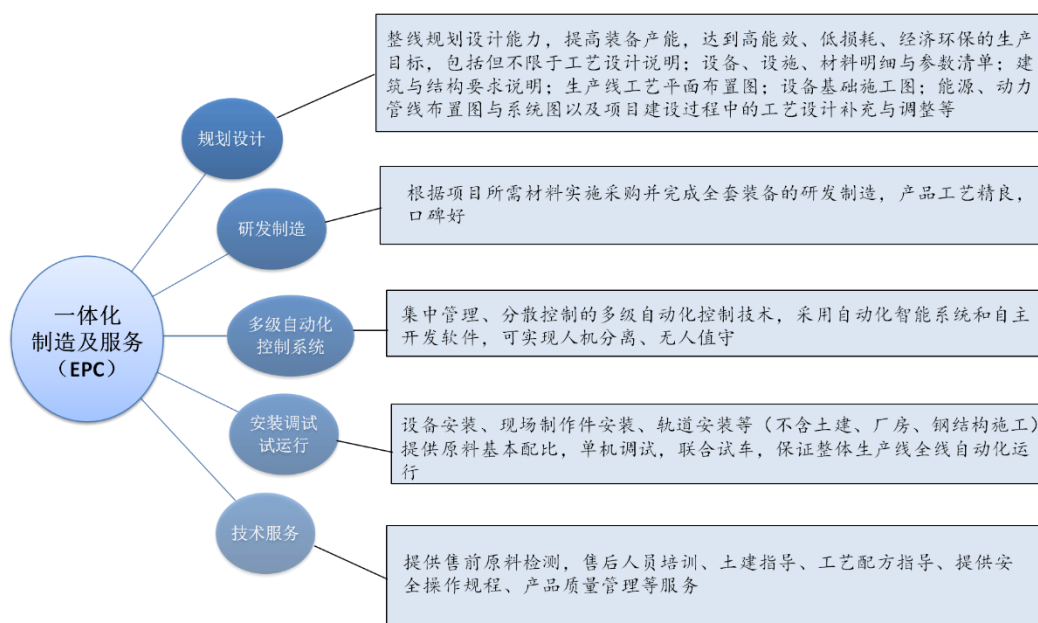 整线规划设计能力，提高装备产能，达到高能效、低损耗、经济环保的生产
目标，包括但不限于工艺设计说明；设备、设施、材料明细与参数清单；建
筑与结构要求说明；生产线工艺平面布置图；设备基础施工图；能源、动力
管线布置图与系统图以及项目建设过程中的工艺设计补充与调整等
规划设计
根据项目所需材料实施采购并完成全套装备的研发制造，产品工艺精良，
口碑好
研发制造
一体化
制造及服务
（EPC）
集中管理、分散控制的多级自动化控制技术，采用自动化智能系统和自主
开发软件，可实现人机分离、无人值守
多级自动化
控制系统
设备安装、现场制作件安装、轨道安装等（不含土建、厂房、钢结构施工）
提供原料基本配比，单机调试，联合试车，保证整体生产线全线自动化运
行
安装调试
试运行
提供售前原料检测，售后人员培训、土建指导、工艺配方指导、提供安
全操作规程、产品质量管理等服务
技术服务